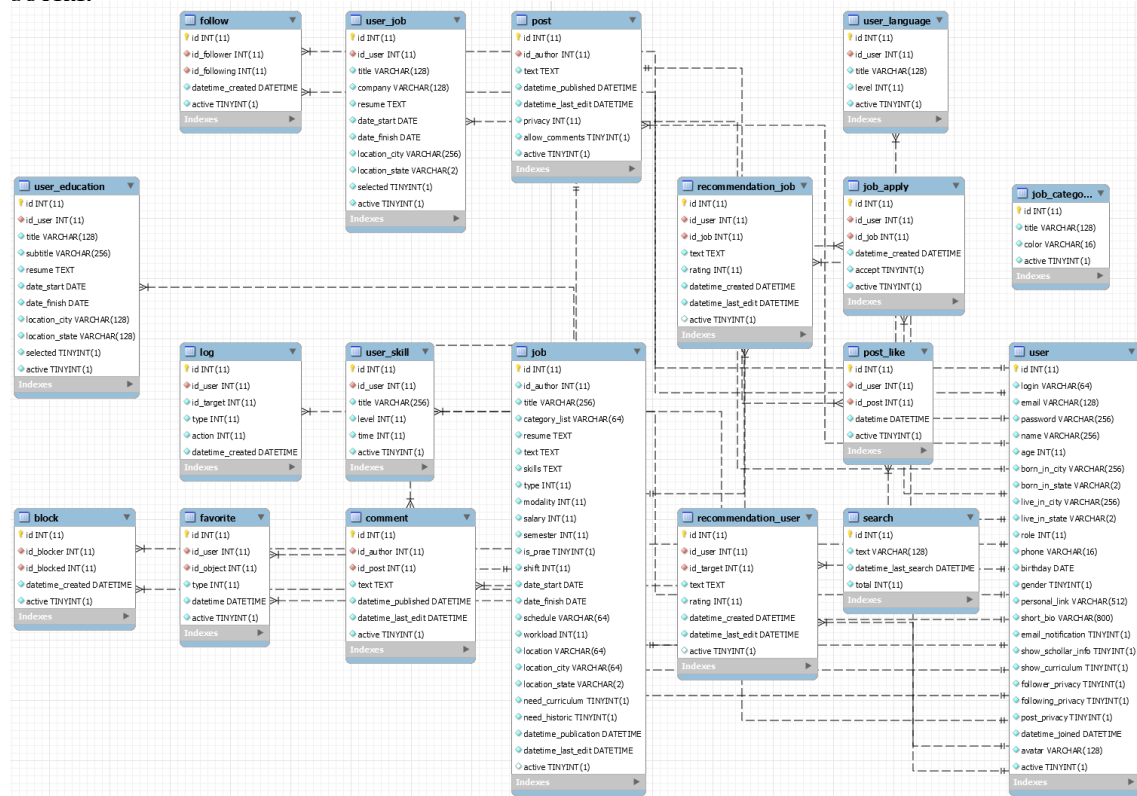 follow
id INT(11)
id_follower INT(11)
id_following INT(11)
datetime_created DATETIME
active TINYINT(1)
Indexes
user_job
id INT(11)
id_user INT(11)
title VARCHAR(128)
company VARCHAR(128)
resume TEXT
date_start DATE
date_finish DATE
location_city VARCHAR(256)
location_state VARCHAR(2)
selected TINYINT(1)
active TINYINT(1)
Indexes
post
id INT(11)
id_author INT(11)
text TEXT
datetime_published DATETIME
datetime_last_edit DATETIME
privacy INT(11)
allow_comments TINYINT(1)
active TINYINT(1)
Indexes
user_language
id INT(11)
id_user INT(11)
title VARCHAR(128)
level INT(11)
active TINYINT(1)
Indexes
user_education
id INT(11)
id_user INT(11)
title VARCHAR(128)
subtitle VARCHAR(256)
resume TEXT
date_start DATE
date_finish DATE
location_city VARCHAR(128)
location_state VARCHAR(128)
selected TINYINT(1)
active TINYINT(1)
Indexes
recommendation_job
id INT(11)
id_user INT(11)
id_job INT(11)
text TEXT
rating INT(11)
datetime_created DATETIME
datetime_last_edit DATETIME
active TINYINT(1)
Indexes
job_apply
id INT(11)
id_user INT(11)
id_job INT(11)
datetime_created DATETIME
accept TINYINT(1)
active TINYINT(1)
Indexes
job_catego...
id INT(11)
title VARCHAR(128)
color VARCHAR(16)
active TINYINT(1)
Indexes
log
id INT(11)
id_user INT(11)
id_target INT(11)
type INT(11)
action INT(11)
datetime_created DATETIME
Indexes
user_skill
id INT(11)
id_user INT(11)
title VARCHAR(256)
level INT(11)
time INT(11)
active TINYINT(1)
Indexes
job
id INT(11)
id_author INT(11)
title VARCHAR(256)
category_list VARCHAR(64)
resume TEXT
text TEXT
skills TEXT
type INT(11)
modality INT(11)
salary INT(11)
semester INT(11)
is_prae TINYINT(1)
shift INT(11)
date_start DATE
date_finish DATE
schedule VARCHAR(64)
workload INT(11)
location VARCHAR(64)
location_city VARCHAR(64)
location_state VARCHAR(2)
need_curriculum TINYINT(1)
need_historic TINYINT(1)
datetime_publication DATETIME
datetime_last_edit DATETIME
active TINYINT(1)
Indexes
post_like
id INT(11)
id_user INT(11)
id_post INT(11)
datetime DATETIME
active TINYINT(1)
Indexes
user
id INT(11)
login VARCHAR(64)
email VARCHAR(128)
password VARCHAR(256)
name VARCHAR(256)
age INT(11)
born_in_city VARCHAR(256)
born_in_state VARCHAR(2)
live_in_city VARCHAR(256)
live_in_state VARCHAR(2)
role INT(11)
phone VARCHAR(16)
birthday DATE
gender TINYINT(1)
personal_link VARCHAR(512)
short_bio VARCHAR(800)
email_notification TINYINT(1)
show_schollar_info TINYINT(1)
show_curriculum TINYINT(1)
follower_privacy TINYINT(1)
following_privacy TINYINT(1)
post_privacy TINYINT(1)
datetime_joined DATETIME
avatar VARCHAR(128)
active TINYINT(1)
Indexes
block
id INT(11)
id_blocker INT(11)
id_blocked INT(11)
datetime_created DATETIME
active TINYINT(1)
Indexes
favorite
id INT(11)
id_user INT(11)
id_object INT(11)
type INT(11)
datetime DATETIME
active TINYINT(1)
Indexes
comment
id INT(11)
id_author INT(11)
id_post INT(11)
text TEXT
datetime_published DATETIME
datetime_last_edit DATETIME
active TINYINT(1)
Indexes
recommendation_user
id INT(11)
id_user INT(11)
id_target INT(11)
text TEXT
rating INT(11)
datetime_created DATETIME
datetime_last_edit DATETIME
active TINYINT(1)
Indexes
search
id INT(11)
text VARCHAR(128)
datetime_last_search DATETIME
total INT(11)
Indexes